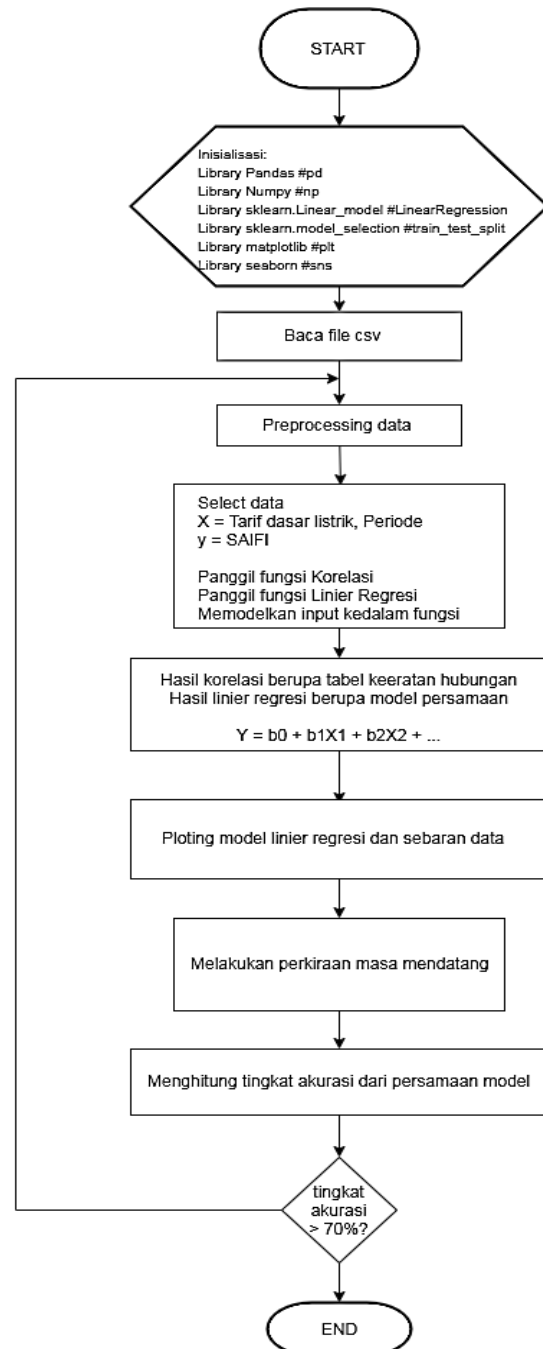 START
Inisialisasi:
Library Pandas #pd
Library Numpy #np
Library sklearn.Linear_model #LinearRegression
Library sklearn.model_selection #train_test_split
Library matplotlib #plt
Library seaborn #sns
Baca file csv
Preprocessing data
Select data
X = Tarif dasar listrik, Periode
y = SAIFI
Panggil fungsi Korelasi
Panggil fungsi Linier Regresi
Memodelkan input kedalam fungsi
Hasil korelasi berupa tabel keeratan hubungan
Hasil linier regresi berupa model persamaan
Y = b0 + b1X1 + b2X2 + ...
Ploting model linier regresi dan sebaran data
Melakukan perkiraan masa mendatang
Menghitung tingkat akurasi dari persamaan model
tingkat
akurasi
> 70%?
END